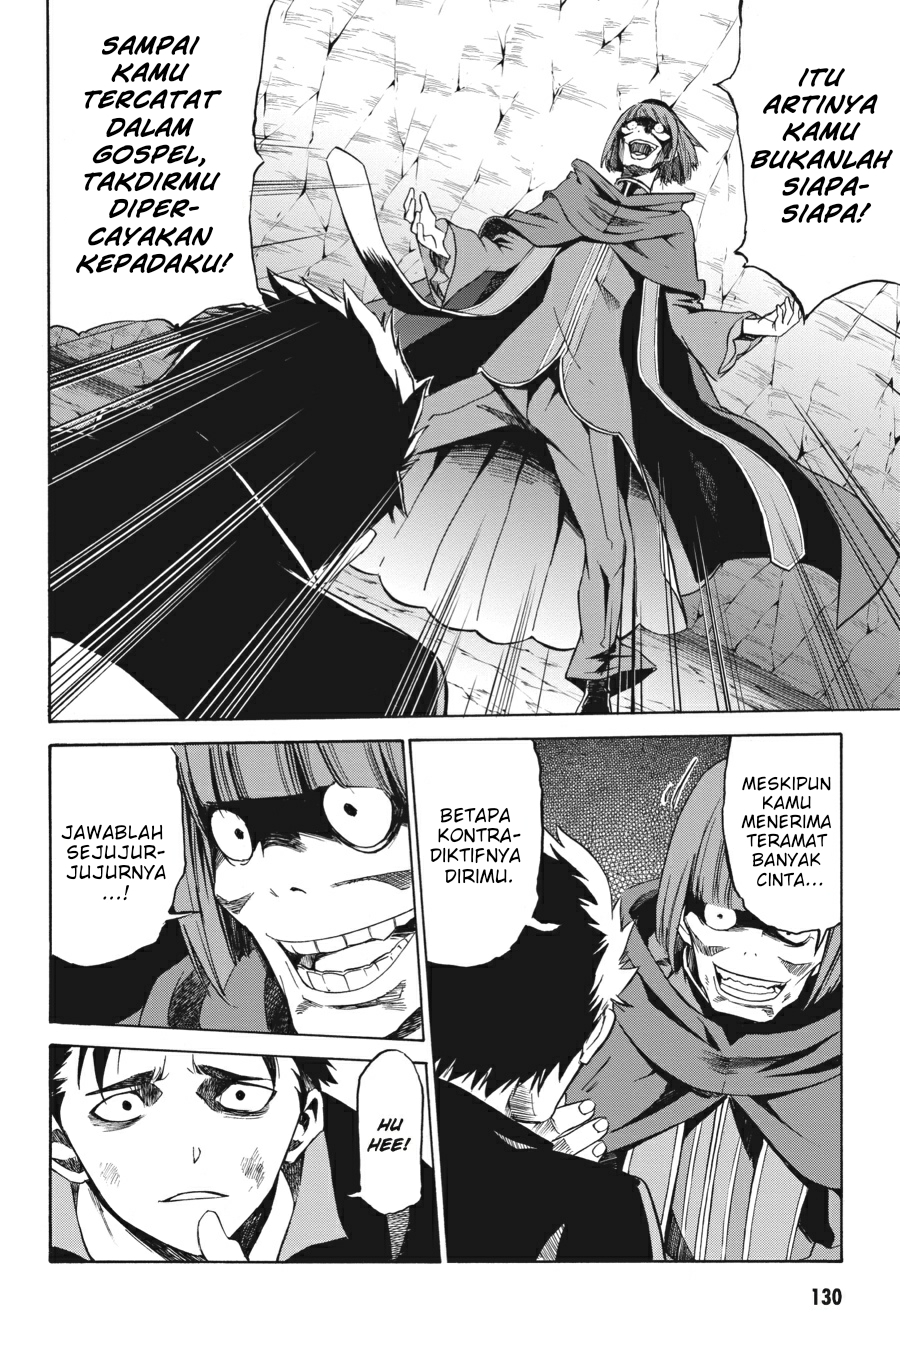 ITU
ARTINYA
KAMU
BUKANLAH
SIAPA-
SIAPA!
SAMPAI
KAMU
TERCATAT
DALAM
GOSPEL,
TAKDIRMU
DIPER-
CAYAKAN
KEPADAKU!
MESKIPUN
KAMU
MENERIMA
TERAMAT
BANYAK
CINTA...
BETAPA
KONTRA-
DIKTIFNYA
DIRIMU.
JAWABLAH
SEJUJUR-
JUJURNYA
...!
HU
HEE!
130